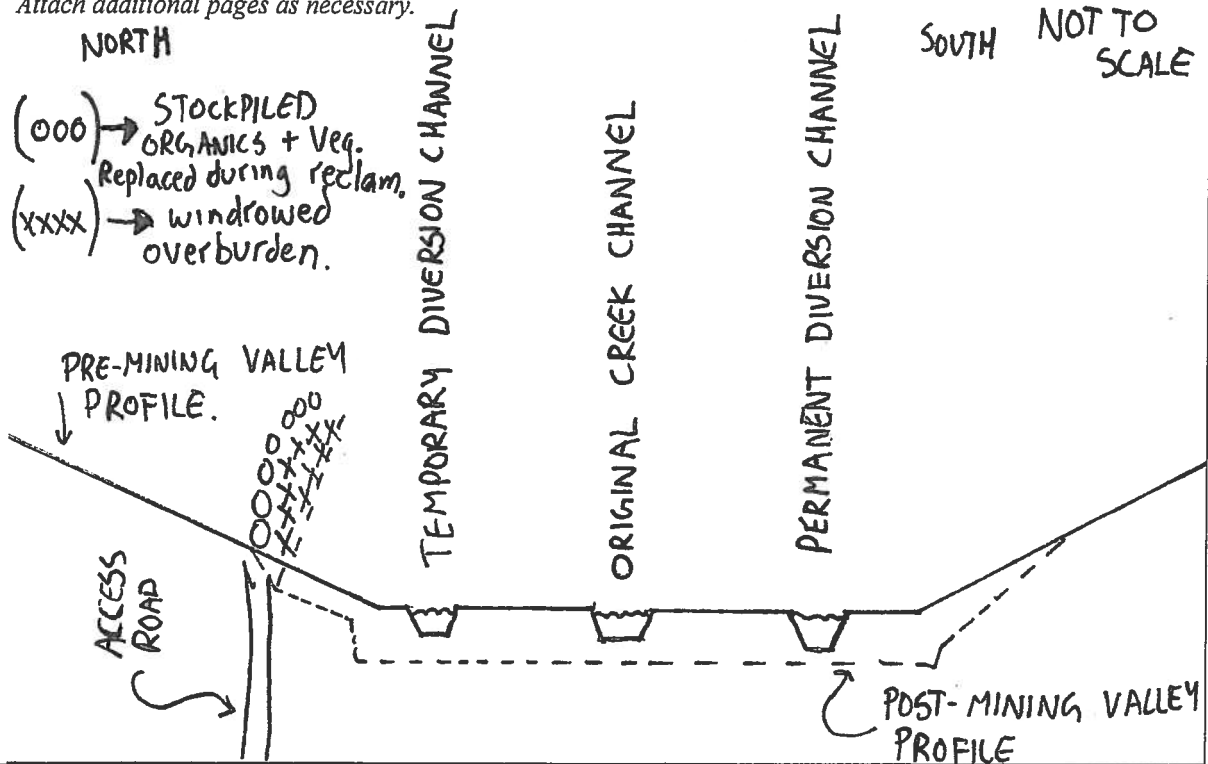 Attach additional pages as necessary.
NORTH
SOUTH
NOT TO
SCALE
(000) → STOCKPILED
ORGANICS + Veg.
Replaced during reclam.
(xxxx) → windrowed
overburden.
TEMPORARY DIVERSION CHANNEL
ORIGINAL CREEK CHANNEL
PERMANENT DIVERSION CHANNEL
PRE-MINING VALLEY
PROFILE.
ACCESS
ROAD
POST-MINING VALLEY
PROFILE